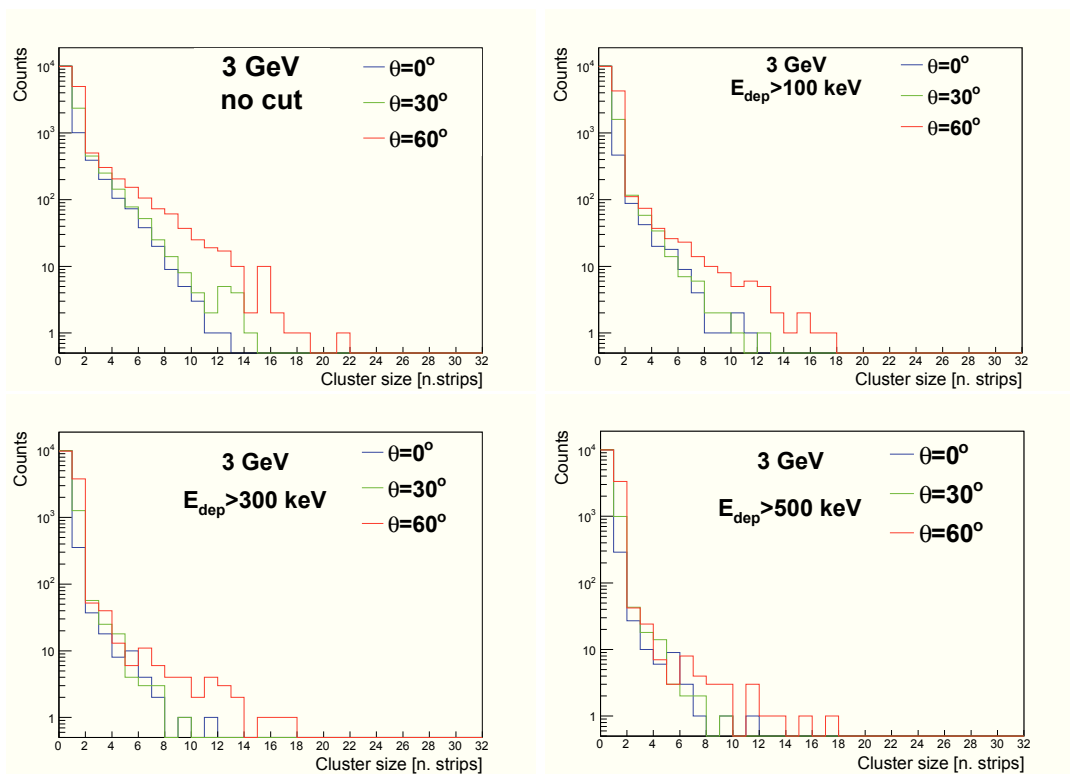 Counts
3 GeV
no cut
θ=0°
θ=30°
θ=60°
10⁴
10³
10²
10
1
0 2 4 6 8 10 12 14 16 18 20 22 24 26 28 30 32
Cluster size [n.strips]
Counts
3 GeV
E_dep>100 keV
θ=0°
θ=30°
θ=60°
10⁴
10³
10²
10
1
0 2 4 6 8 10 12 14 16 18 20 22 24 26 28 30 32
Cluster size [n. strips]
Counts
3 GeV
E_dep>300 keV
θ=0°
θ=30°
θ=60°
10⁴
10³
10²
10
1
0 2 4 6 8 10 12 14 16 18 20 22 24 26 28 30 32
Cluster size [n. strips]
Counts
3 GeV
E_dep>500 keV
θ=0°
θ=30°
θ=60°
10⁴
10³
10²
10
1
0 2 4 6 8 10 12 14 16 18 20 22 24 26 28 30 32
Cluster size [n. strips]